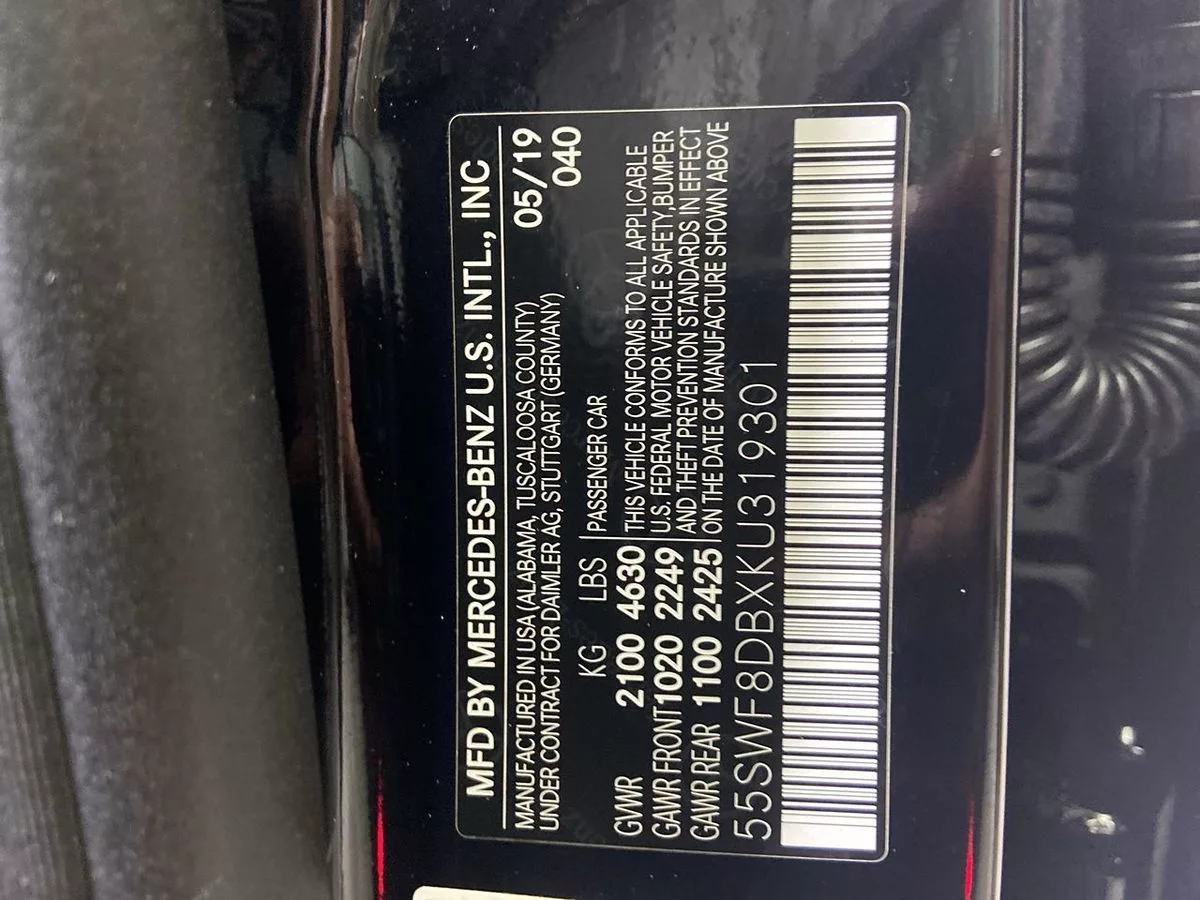 MFD BY MERCEDES-BENZ U.S. INTL., INC
MANUFACTURED IN USA (ALABAMA, TUSCALOOSA COUNTY) 05/19
UNDER CONTRACT FOR DAIMLER AG, STUTTGART (GERMANY) 040
KG LBS PASSENGER CAR
GVWR 2100 4630 THIS VEHICLE CONFORMS TO ALL APPLICABLE
GAWR FRONT 1020 2249 U.S. FEDERAL MOTOR VEHICLE SAFETY,BUMPER
GAWR REAR 1100 2425 AND THEFT PREVENTION STANDARDS IN EFFECT
ON THE DATE OF MANUFACTURE SHOWN ABOVE
55SWF8DBXKU319301